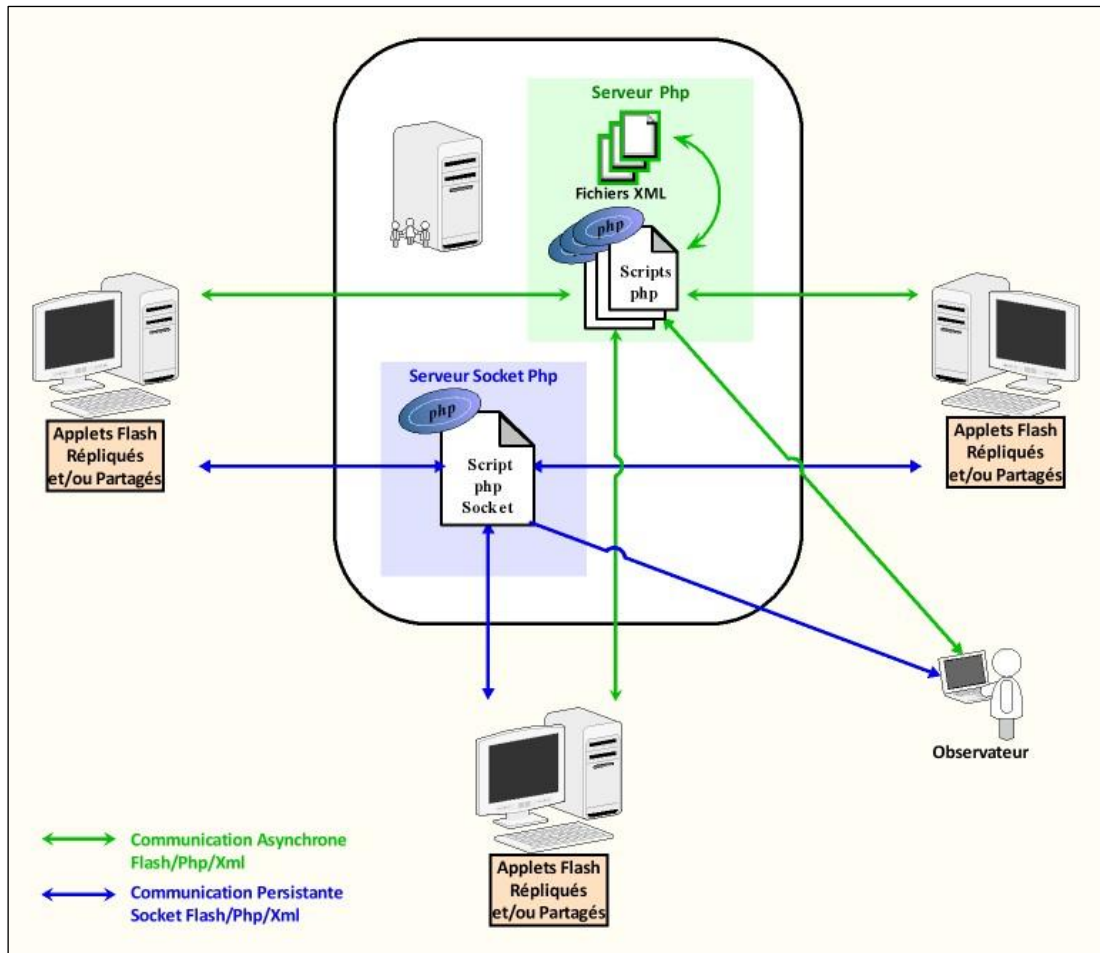 Serveur Php
Fichiers XML
php
Scripts
php
Serveur Socket Php
php
Script
php
Socket
Applets Flash
Répliqués
et/ou Partagés
Applets Flash
Répliqués
et/ou Partagés
Observateur
Applets Flash
Répliqués
et/ou Partagés
Communication Asynchrone
Flash/Php/Xml
Communication Persistante
Socket Flash/Php/Xml